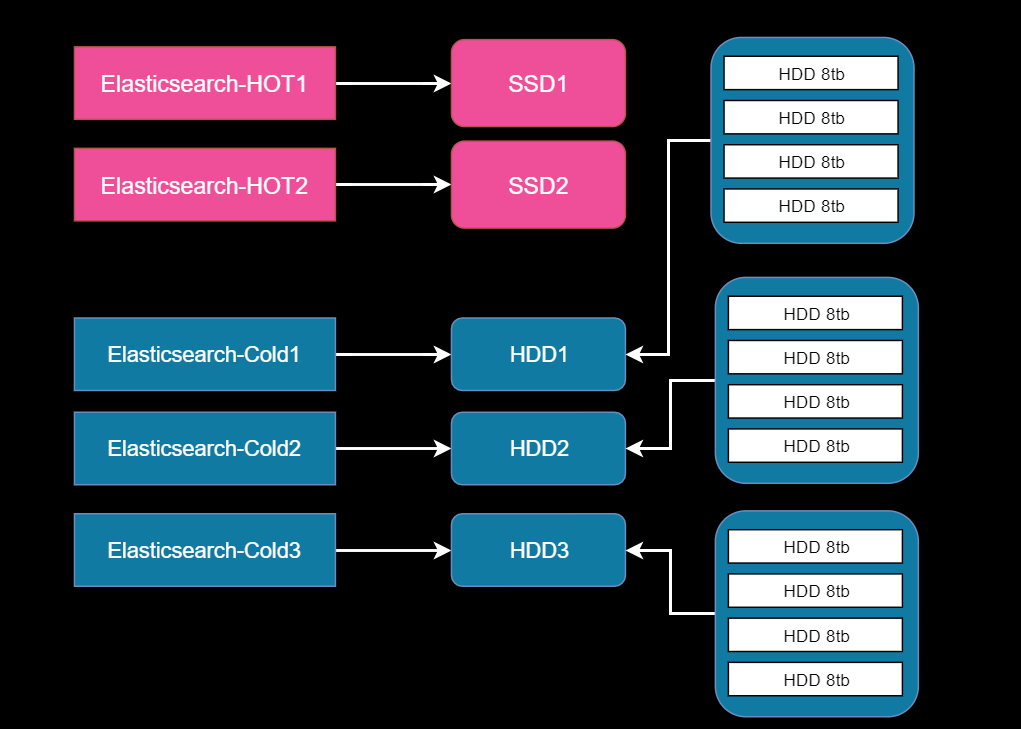 Elasticsearch-HOT1
SSD1
Elasticsearch-HOT2
SSD2
Elasticsearch-Cold1
HDD1
Elasticsearch-Cold2
HDD2
Elasticsearch-Cold3
HDD3
HDD 8tb
HDD 8tb
HDD 8tb
HDD 8tb
HDD 8tb
HDD 8tb
HDD 8tb
HDD 8tb
HDD 8tb
HDD 8tb
HDD 8tb
HDD 8tb